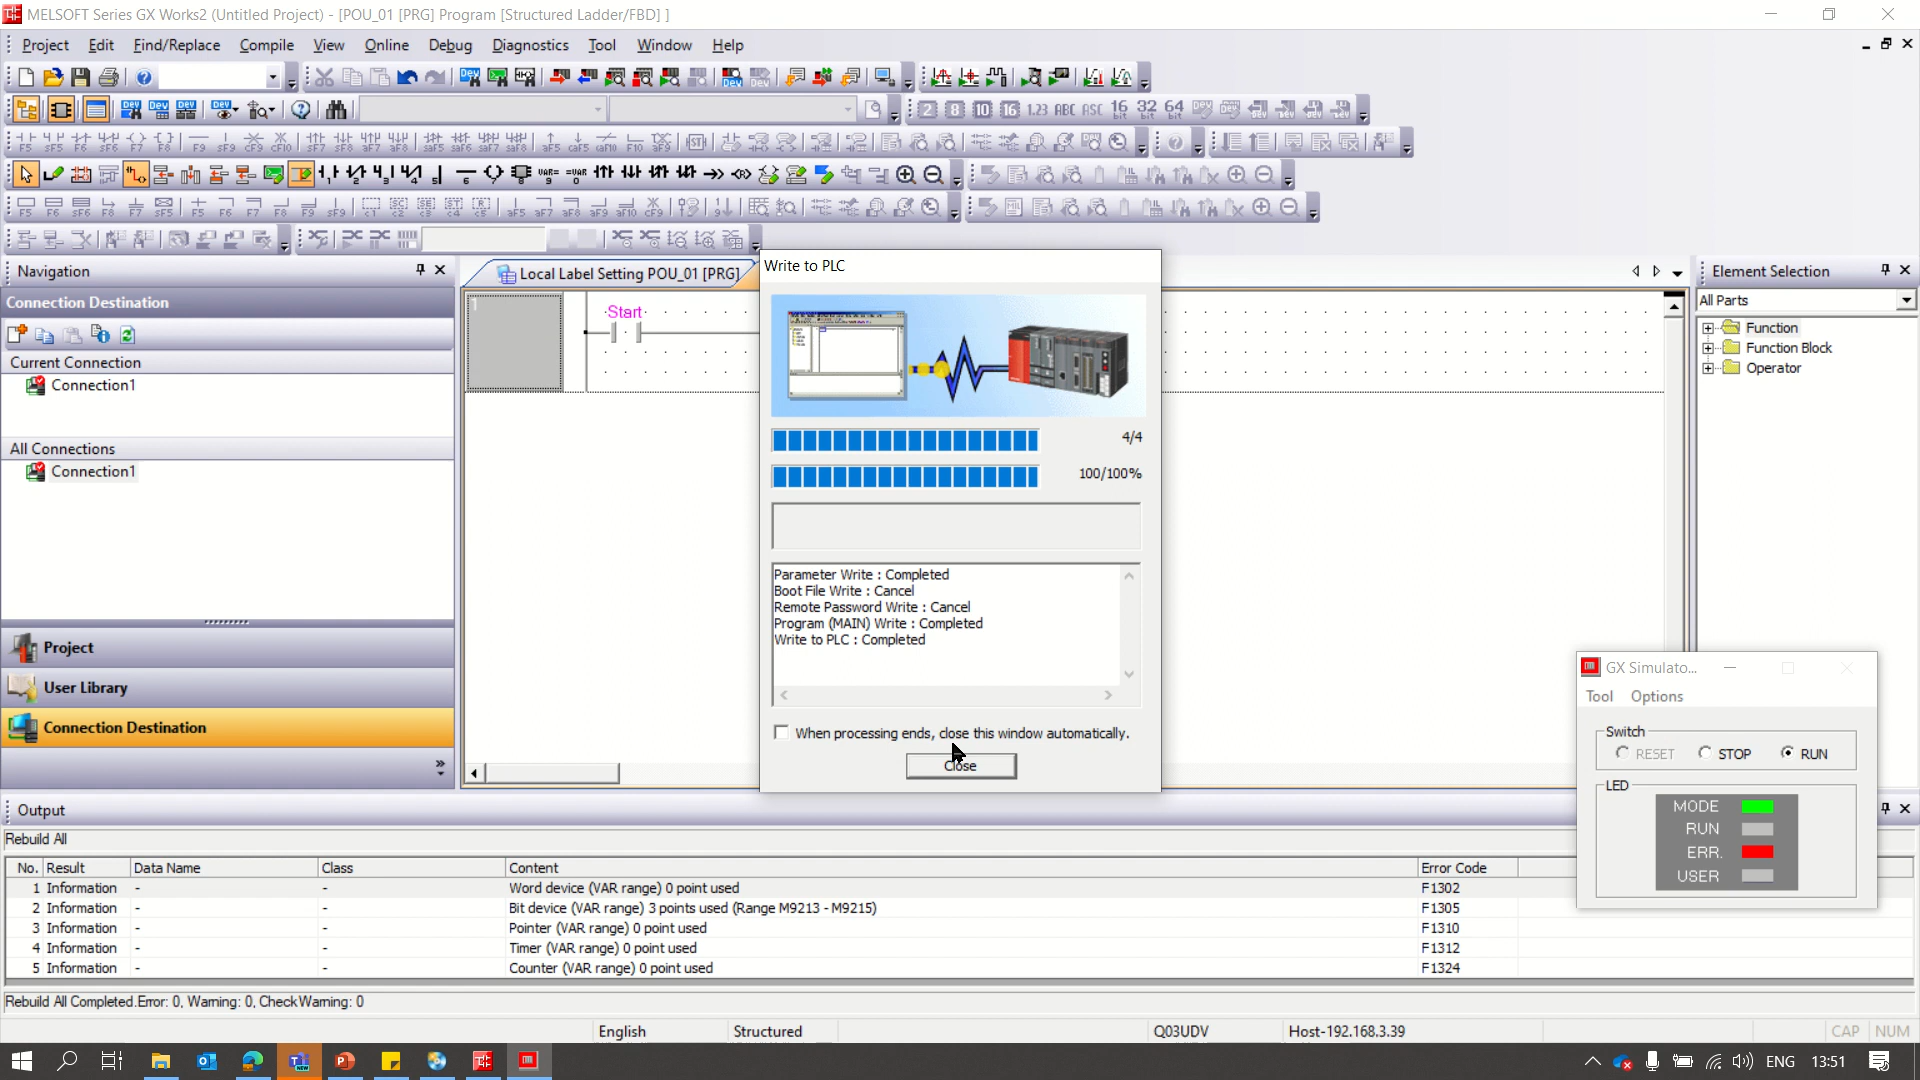 MELSOFT Series GX Works2 (Untitled Project) - [POU_01 [PRG] Program [Structured Ladder/FBD] ]
Project Edit Find/Replace Compile View Online Debug Diagnostics Tool Window Help
Navigation
Connection Destination
Current Connection
Connection1
All Connections
Connection1
Project
User Library
Connection Destination
Local Label Setting POU_01 [PRG]
1
Start
Write to PLC
4/4
100/100%
Parameter Write : Completed
Boot File Write : Cancel
Remote Password Write : Cancel
Program (MAIN) Write : Completed
Write to PLC : Completed
When processing ends, close this window automatically.
Close
Element Selection
All Parts
Function
Function Block
Operator
GX Simulato...
Tool Options
Switch
RESET STOP RUN
LED
MODE
RUN
ERR.
USER
Output
Rebuild All
No. Result Data Name Class Content Error Code
1 Information - - Word device (VAR range) 0 point used F1302
2 Information - - Bit device (VAR range) 3 points used (Range M9213 - M9215) F1305
3 Information - - Pointer (VAR range) 0 point used F1310
4 Information - - Timer (VAR range) 0 point used F1312
5 Information - - Counter (VAR range) 0 point used F1324
Rebuild All Completed.Error: 0, Warning: 0, CheckWarning: 0
English Structured Q03UDV Host-192.168.3.39 CAP NUM
ENG 13:51